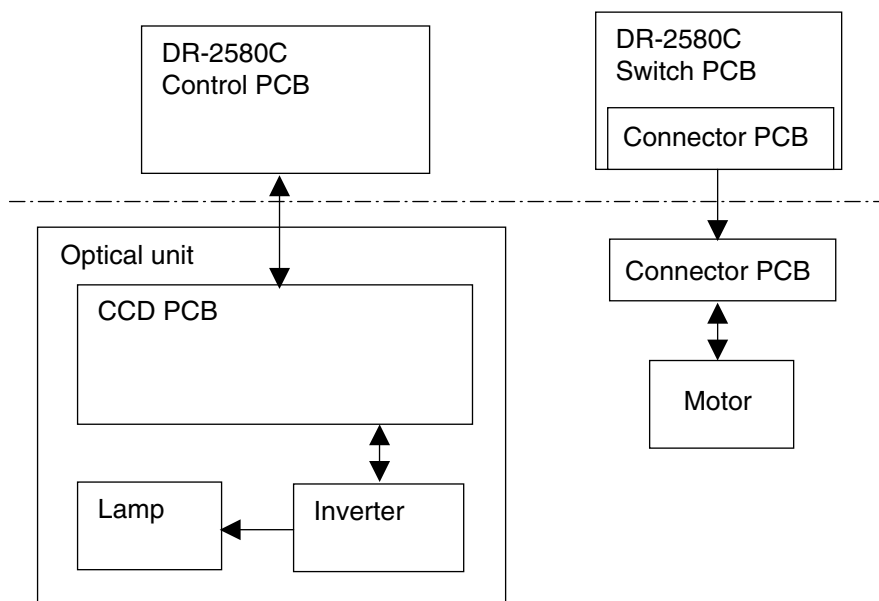 DR-2580C
Control PCB
DR-2580C
Switch PCB
Connector PCB
Optical unit
CCD PCB
Connector PCB
Motor
Lamp
Inverter